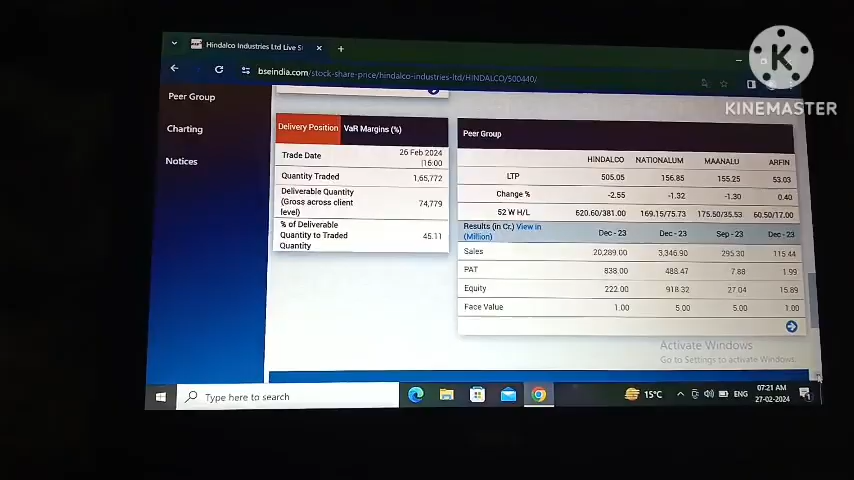 Hindalco Industries Ltd Live S
bseindia.com/stock-share-price/hindalco-industries-ltd/HINDALCO/500440/
K
KINEMASTER
Peer Group
Charting
Notices
Delivery Position VaR Margins (%)
Trade Date 26 Feb 2024
|16:00
Quantity Traded 1,65,772
Deliverable Quantity
(Gross across client
level) 74,779
% of Deliverable
Quantity to Traded
Quantity 45.11
Peer Group
HINDALCO NATIONALUM MAANALU ARFIN
LTP 505.05 156.85 155.25 53.03
Change % -2.55 -1.32 -1.30 0.40
52 W H/L 620.60/381.00 169.15/75.73 175.50/35.53 60.50/17.00
Results (in Cr.) View in
(Million) Dec - 23 Dec - 23 Sep - 23 Dec - 23
Sales 20,289.00 3,346.90 295.30 115.44
PAT 838.00 488.47 7.88 1.99
Equity 222.00 918.32 27.04 15.89
Face Value 1.00 5.00 5.00 1.00
Activate Windows
Go to Settings to activate Windows.
Type here to search
15°C
ENG
07:21 AM
27-02-2024